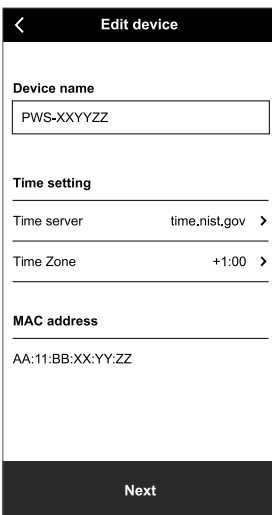 Edit device
Device name
PWS-XXYYZZ
Time setting
Time server time.nist.gov
Time Zone +1:00
MAC address
AA:11:BB:XX:YY:ZZ
Next